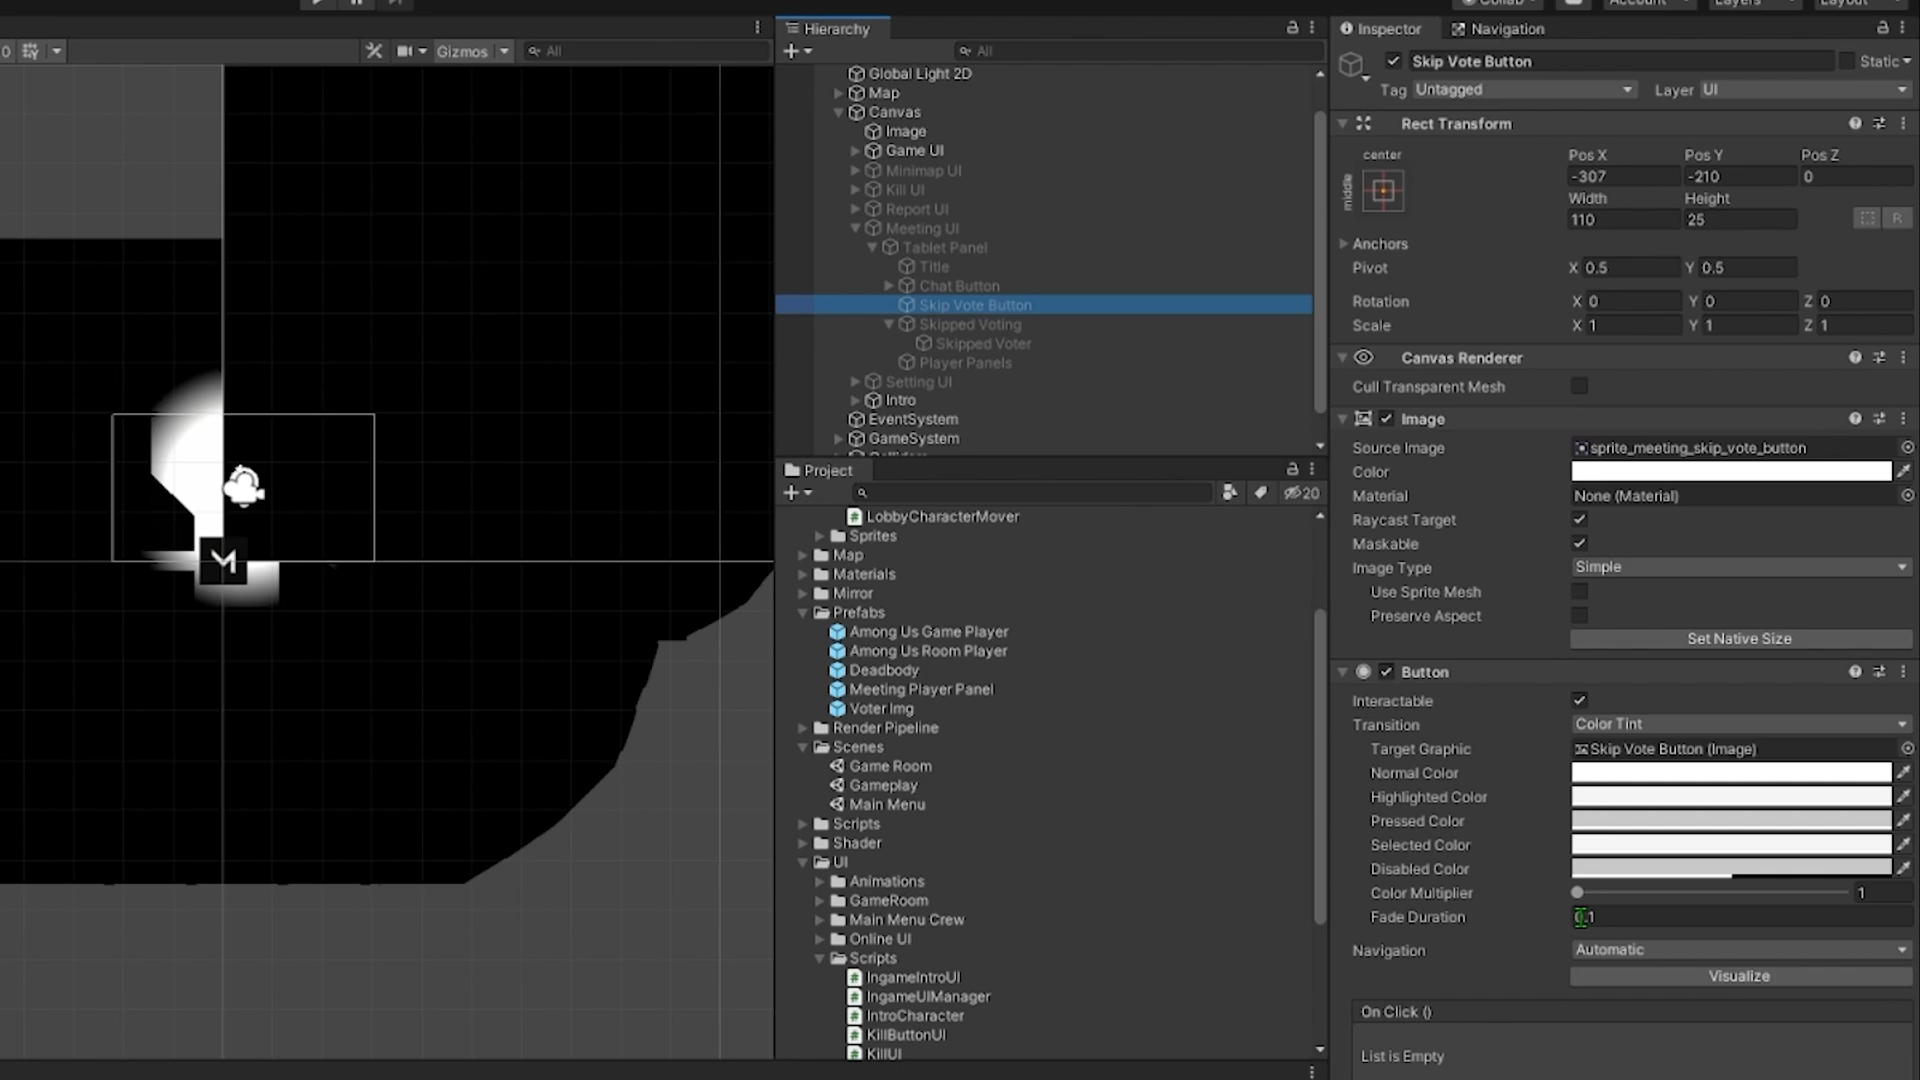 Collab
Account
Layers
Layout
Hierarchy
Inspector
Navigation
0
Gizmos
All
All
Skip Vote Button
Static
Tag Untagged
Layer UI
Global Light 2D
Map
Canvas
Image
Game UI
Minimap UI
Kill UI
Report UI
Meeting UI
Tablet Panel
Title
Chat Button
Skip Vote Button
Skipped Voting
Skipped Voter
Player Panels
Setting UI
Intro
EventSystem
GameSystem
Rect Transform
center
middle
Pos X
Pos Y
Pos Z
-307
-210
0
Width
Height
110
25
R
Anchors
Pivot
X 0.5
Y 0.5
Rotation
X 0
Y 0
Z 0
Scale
X 1
Y 1
Z 1
Canvas Renderer
Cull Transparent Mesh
Image
Source Image
sprite_meeting_skip_vote_button
Color
Material
None (Material)
Raycast Target
Maskable
Image Type
Simple
Use Sprite Mesh
Preserve Aspect
Set Native Size
Button
Interactable
Transition
Color Tint
Target Graphic
Skip Vote Button (Image)
Normal Color
Highlighted Color
Pressed Color
Selected Color
Disabled Color
Color Multiplier
1
Fade Duration
0.1
Navigation
Automatic
Visualize
On Click ()
List is Empty
Project
20
LobbyCharacterMover
Sprites
Map
Materials
Mirror
Prefabs
Among Us Game Player
Among Us Room Player
Deadbody
Meeting Player Panel
Voter Img
Render Pipeline
Scenes
Game Room
Gameplay
Main Menu
Scripts
Shader
UI
Animations
GameRoom
Main Menu Crew
Online UI
Scripts
IngameIntroUI
IngameUIManager
IntroCharacter
KillButtonUI
KillUI